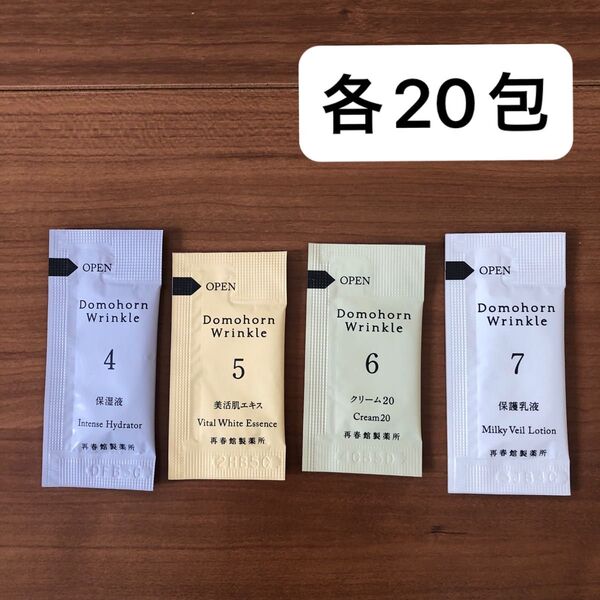 各20包
OPEN
Domohorn
Wrinkle
4
保湿液
Intense Hydrator
再春館製薬所
OPEN
Domohorn
Wrinkle
5
美活肌エキス
Vital White Essence
再春館製薬所
OPEN
Domohorn
Wrinkle
6
クリーム20
Cream20
再春館製薬所
OPEN
Domohorn
Wrinkle
7
保護乳液
Milky Veil Lotion
再春館製薬所